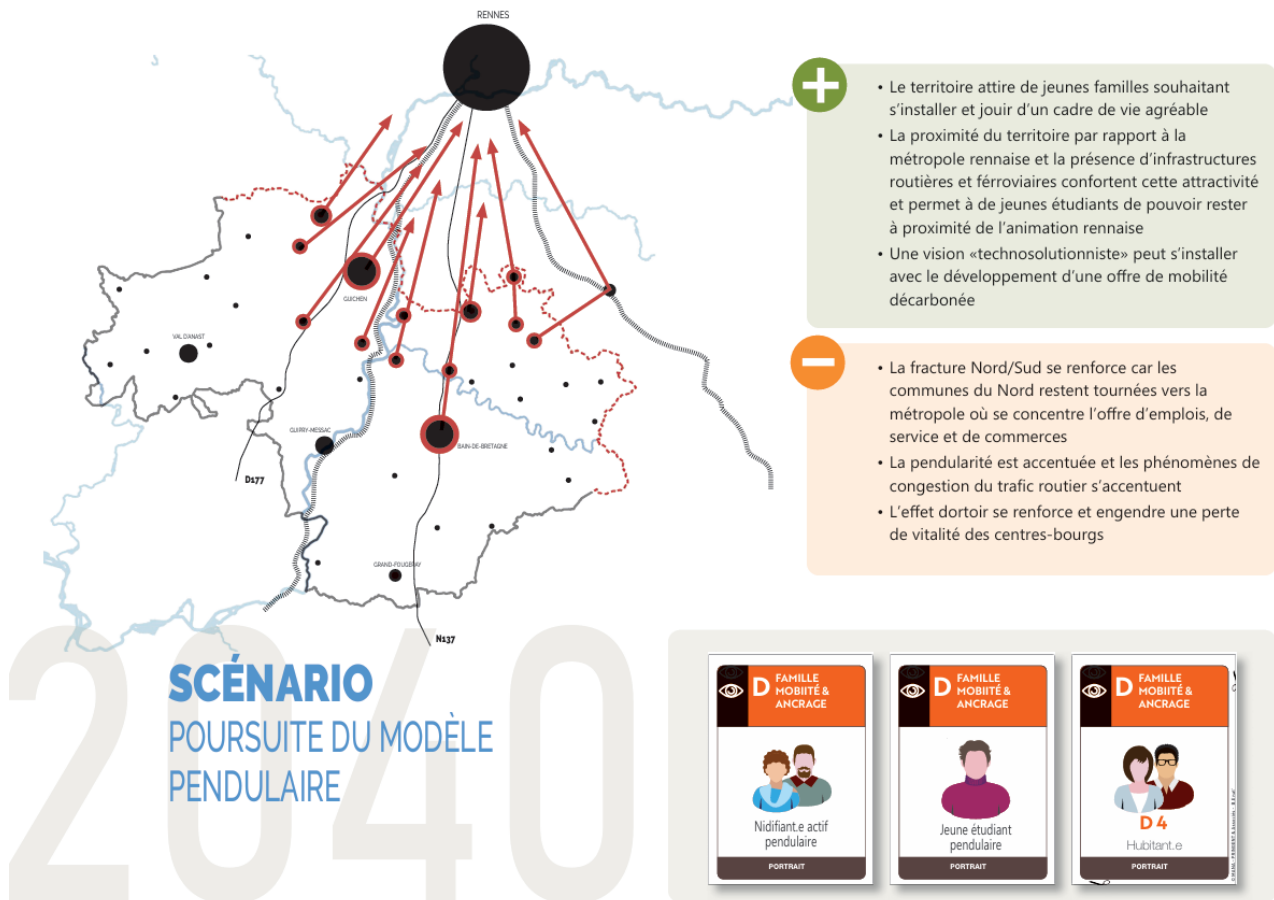 RENNES
GUICHEN
VAL D'ANAST
GUIPRY-MESSAC
BAIN-DE-BRETAGNE
D177
GRAND-FOUGERAY
N137
• Le territoire attire de jeunes familles souhaitant
s'installer et jouir d'un cadre de vie agréable
• La proximité du territoire par rapport à la
métropole rennaise et la présence d'infrastructures
routières et férroviaires confortent cette attractivité
et permet à de jeunes étudiants de pouvoir rester
à proximité de l'animation rennaise
• Une vision «technosolutionniste» peut s'installer
avec le développement d'une offre de mobilité
décarbonée
• La fracture Nord/Sud se renforce car les
communes du Nord restent tournées vers la
métropole où se concentre l'offre d'emplois, de
service et de commerces
• La pendularité est accentuée et les phénomènes de
congestion du trafic routier s'accentuent
• L'effet dortoir se renforce et engendre une perte
de vitalité des centres-bourgs
2040
SCÉNARIO
POURSUITE DU MODÈLE
PENDULAIRE
D FAMILLE
MOBIITÉ &
ANCRAGE
Nidifiant.e actif
pendulaire
PORTRAIT
D FAMILLE
MOBIITÉ &
ANCRAGE
Jeune étudiant
pendulaire
PORTRAIT
D FAMILLE
MOBIITÉ &
ANCRAGE
D 4
Hubitant.e
PORTRAIT